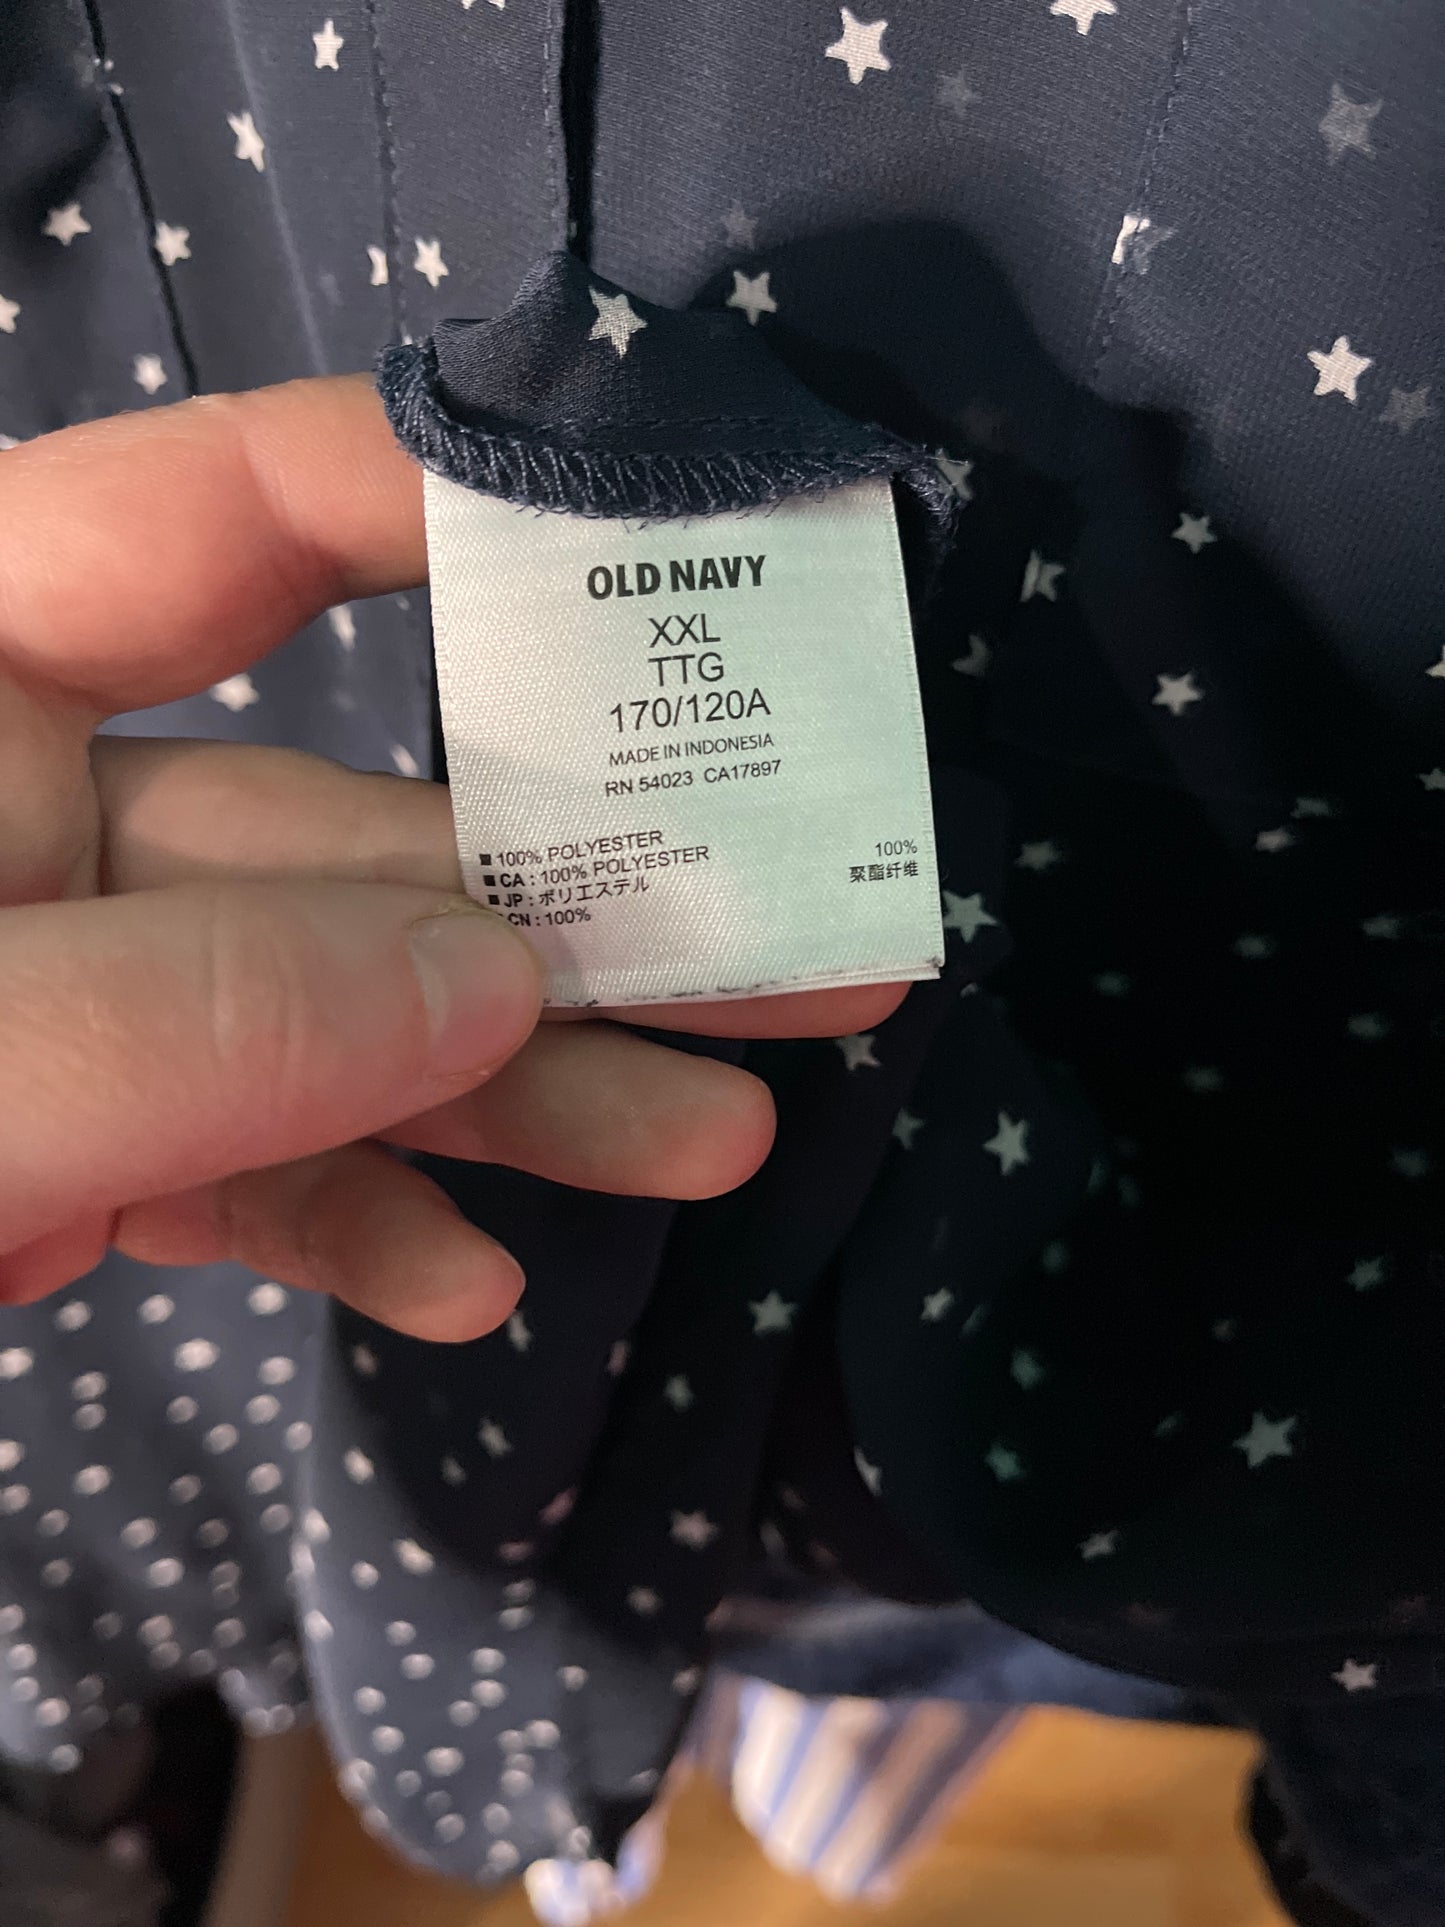 OLD NAVY
XXL
TTG
170/120A
MADE IN INDONESIA
RN 54023 CA17897
100% POLYESTER
CA : 100% POLYESTER
JP : ポリエステル
CN : 100%
100%
聚酯纤维